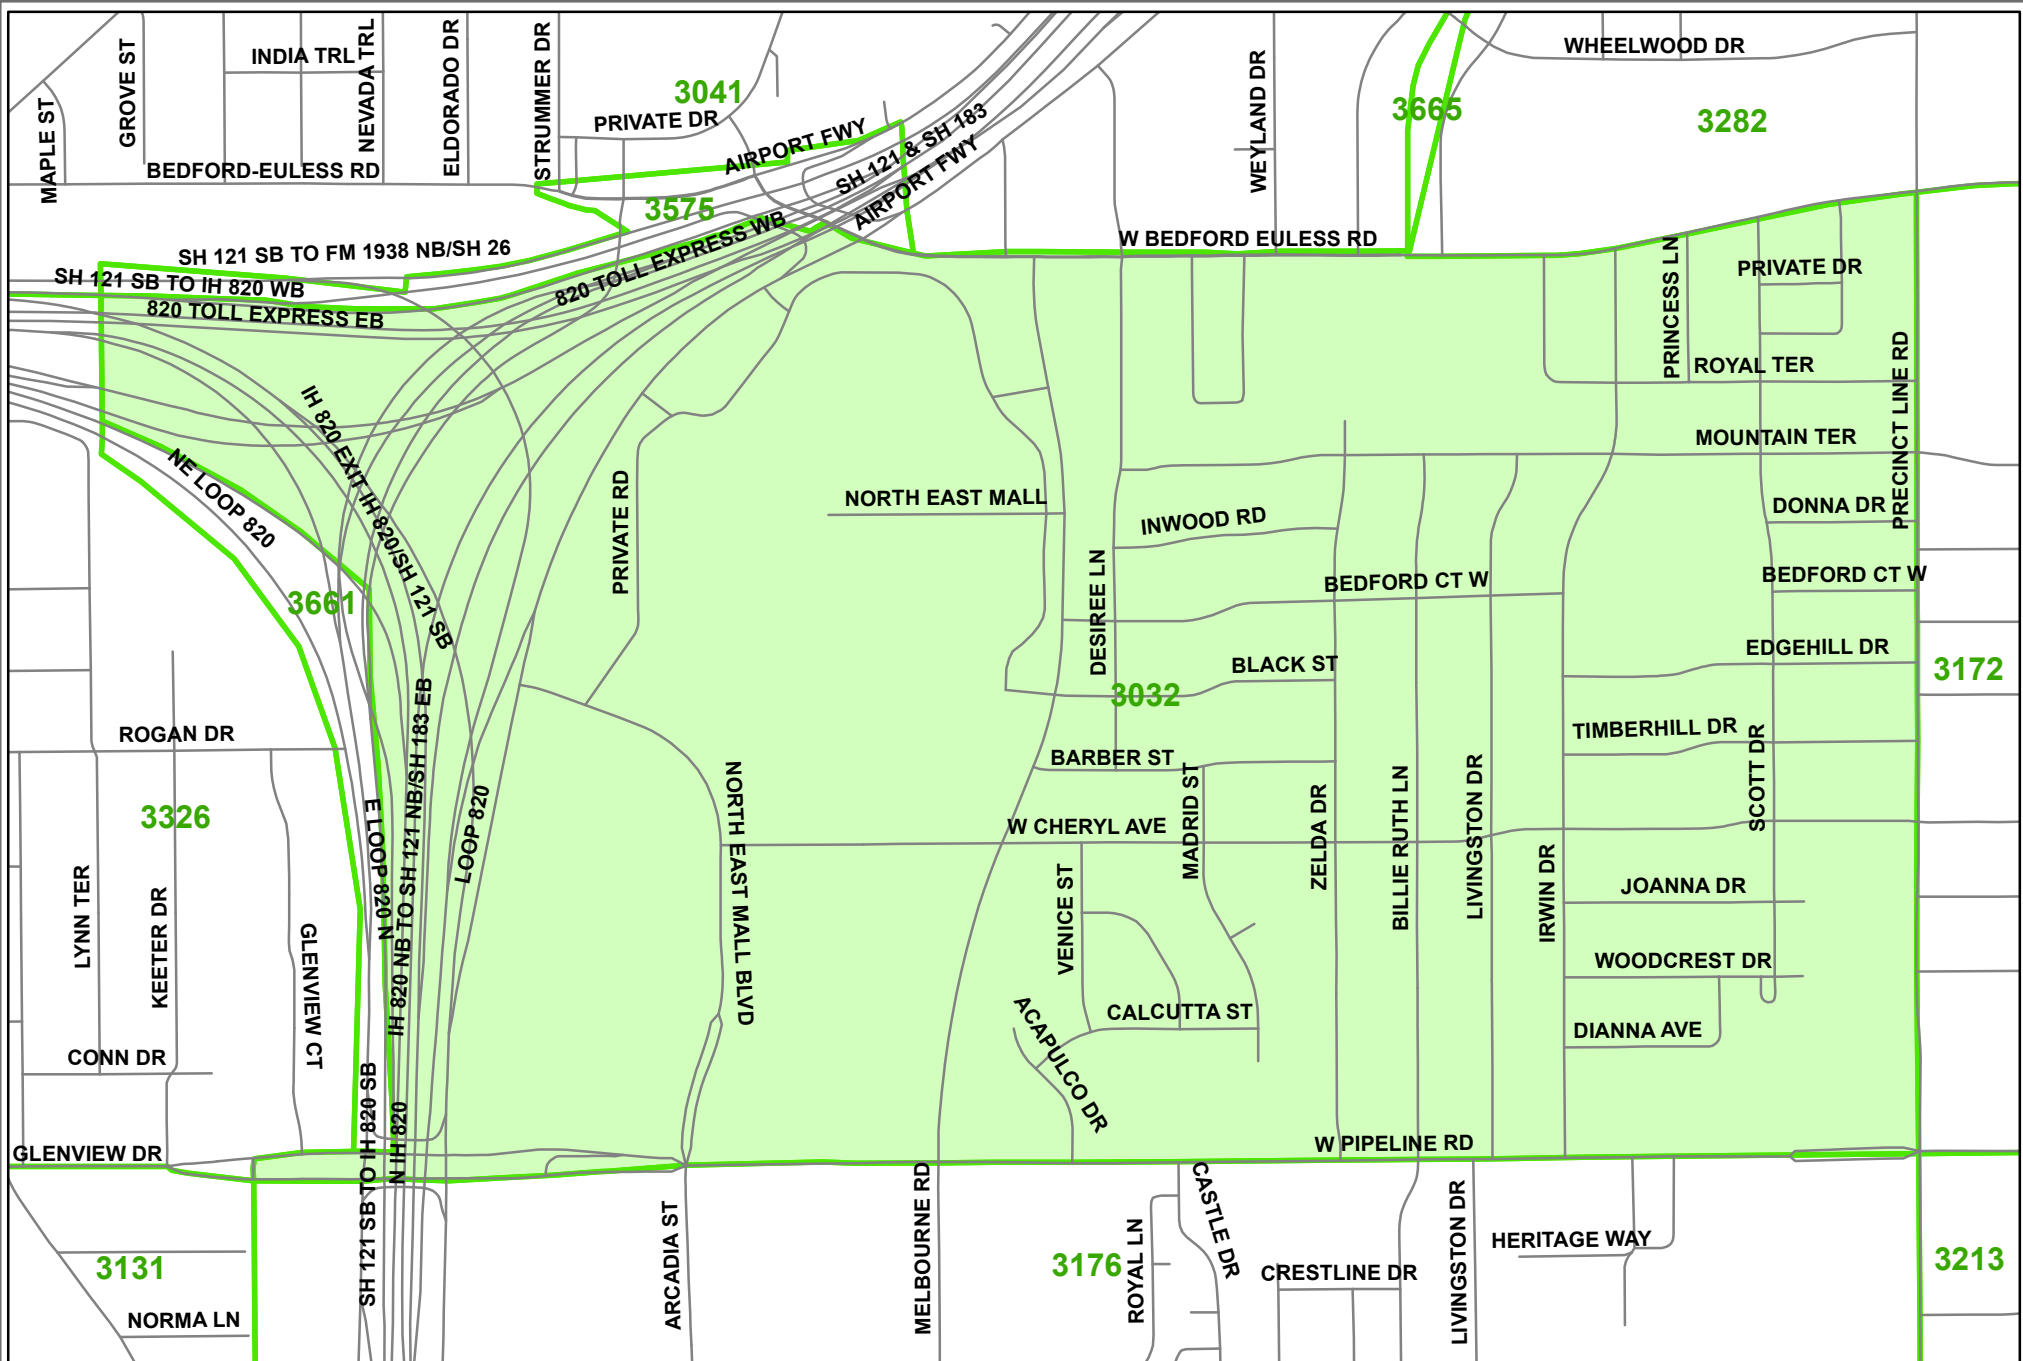 GROVE ST
INDIA TRL
NEVADA TRL
ELDORADO DR
STRUMMER DR
MAPLE ST
3041
PRIVATE DR
AIRPORT FWY
SH 121 & SH 183
AIRPORT FWY
WEYLAND DR
3665
WHEELWOOD DR
3282
BEDFORD-EULESS RD
3575
SH 121 SB TO FM 1938 NB/SH 26
SH 121 SB TO IH 820 WB
820 TOLL EXPRESS EB
820 TOLL EXPRESS WB
W BEDFORD EULESS RD
PRINCESS LN
PRIVATE DR
ROYAL TER
PRECINCT LINE RD
MOUNTAIN TER
IH 820 EXIT IH 820/SH 121 SB
NE LOOP 820
PRIVATE RD
NORTH EAST MALL
INWOOD RD
DONNA DR
DESIREE LN
BEDFORD CT W
BEDFORD CT W
3661
BLACK ST
EDGEHILL DR
3032
3172
ROGAN DR
TIMBERHILL DR
SCOTT DR
BARBER ST
MADRID ST
3326
E LOOP 820 N
IH 820 NB TO SH 121 NB/SH 183 EB
LOOP 820
NORTH EAST MALL BLVD
W CHERYL AVE
ZELDA DR
BILLIE RUTH LN
LIVINGSTON DR
IRWIN DR
JOANNA DR
LYNN TER
KEETER DR
GLENVIEW CT
VENICE ST
WOODCREST DR
CALCUTTA ST
ACAPULCO DR
DIANNA AVE
CONN DR
GLENVIEW DR
SH 121 SB TO IH 820 SB
N IH 820
W PIPELINE RD
ARCADIA ST
MELBOURNE RD
3176
ROYAL LN
CASTLE DR
CRESTLINE DR
LIVINGSTON DR
HERITAGE WAY
3213
3131
NORMA LN